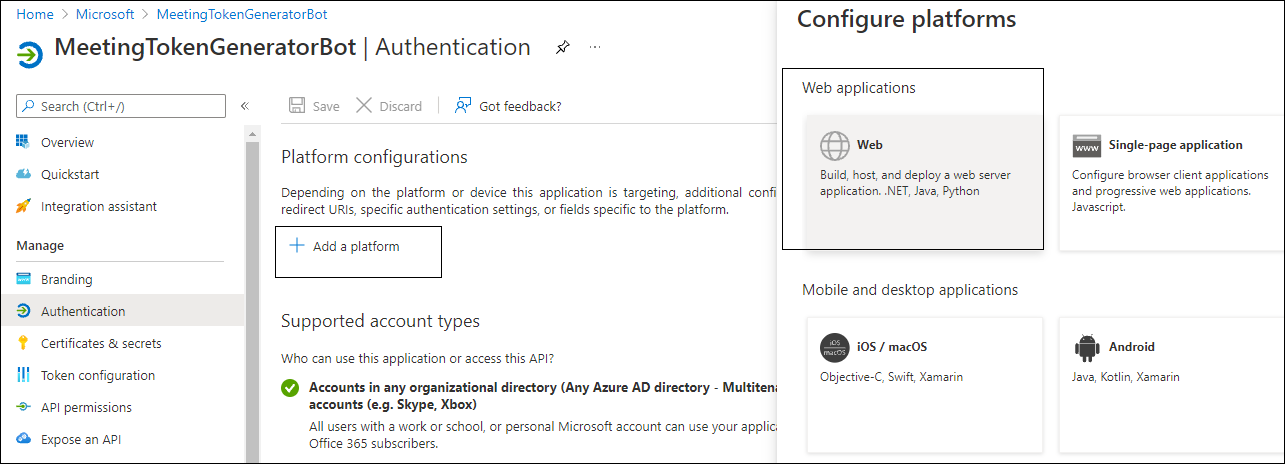 Home > Microsoft > MeetingTokenGeneratorBot
MeetingTokenGeneratorBot | Authentication
Search (Ctrl+/)
«
Overview
Quickstart
Integration assistant
Manage
Branding
Authentication
Certificates & secrets
Token configuration
API permissions
Expose an API
Save
Discard
Got feedback?
Platform configurations
Depending on the platform or device this application is targeting, additional confi
redirect URIs, specific authentication settings, or fields specific to the platform.
+ Add a platform
Supported account types
Who can use this application or access this API?
Accounts in any organizational directory (Any Azure AD directory - Multitena
accounts (e.g. Skype, Xbox)
All users with a work or school, or personal Microsoft account can use your applica
Office 365 subscribers.
Configure platforms
Web applications
Web
Build, host, and deploy a web server
application. .NET, Java, Python
www
Single-page application
Configure browser client applications
and progressive web applications.
Javascript.
Mobile and desktop applications
iOS
macOS
iOS / macOS
Objective-C, Swift, Xamarin
Android
Java, Kotlin, Xamarin